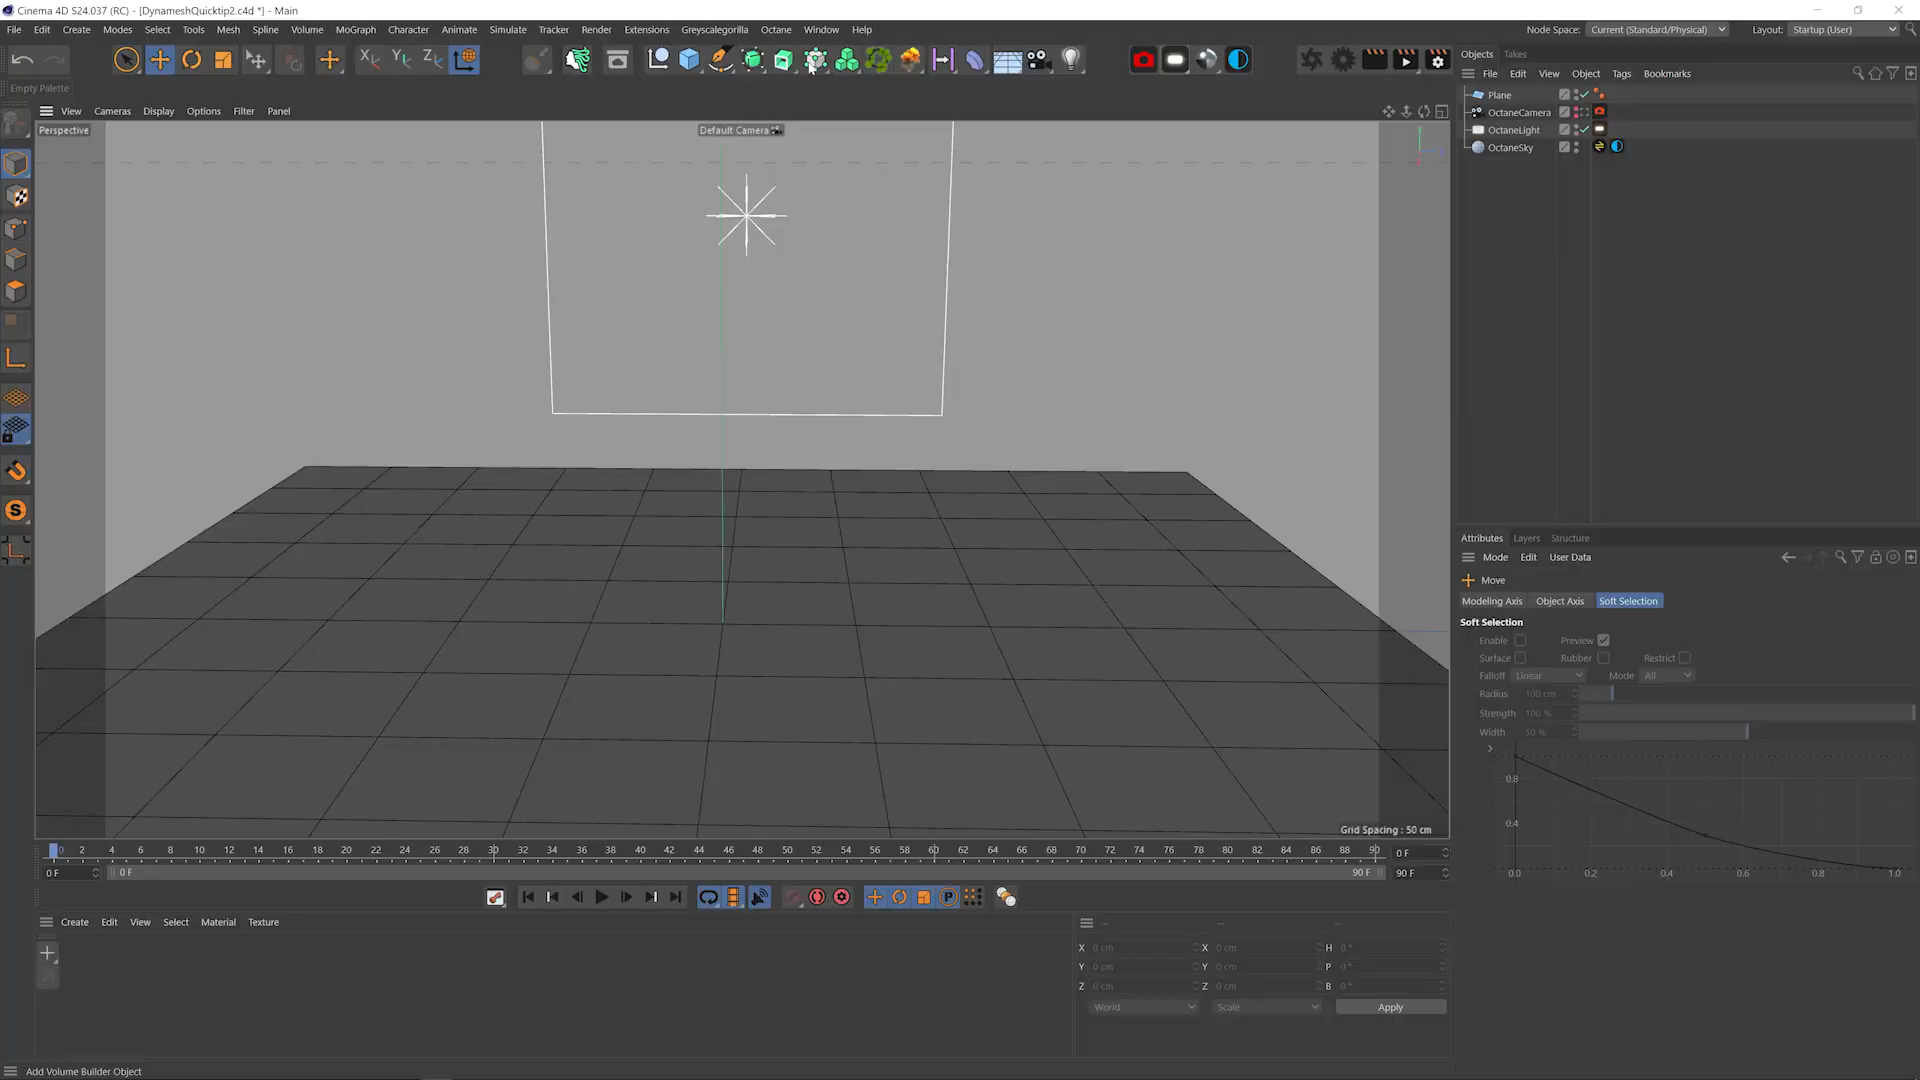 Cinema 4D S24.037 (RC) - [DynameshQuicktip2.c4d *] - Main
File Edit Create Modes Select Tools Mesh Spline Volume MoGraph Character Animate Simulate Tracker Render Extensions Greyscalegorilla Octane Window Help
Node Space: Current (Standard/Physical) Layout: Startup (User)
X Y Z
Empty Palette
Objects Takes
File Edit View Object Tags Bookmarks
Plane
OctaneCamera
OctaneLight
OctaneSky
View Cameras Display Options Filter Panel
Perspective
Default Camera
Y
Grid Spacing : 50 cm
Attributes Layers Structure
Mode Edit User Data
Move
Modeling Axis Object Axis Soft Selection
Soft Selection
Enable Preview
Surface Rubber Restrict
Falloff Linear Mode All
Radius 100 cm
Strength 100 %
Width 50 %
0.8
0.4
0.0 0.2 0.4 0.6 0.8 1.0
0 2 4 6 8 10 12 14 16 18 20 22 24 26 28 30 32 34 36 38 40 42 44 46 48 50 52 54 56 58 60 62 64 66 68 70 72 74 76 78 80 82 84 86 88 90
0 F
0 F 0 F 90 F 90 F
Create Edit View Select Material Texture
-- -- --
X 0 cm X 0 cm H 0 °
Y 0 cm Y 0 cm P 0 °
Z 0 cm Z 0 cm B 0 °
World Scale Apply
Add Volume Builder Object